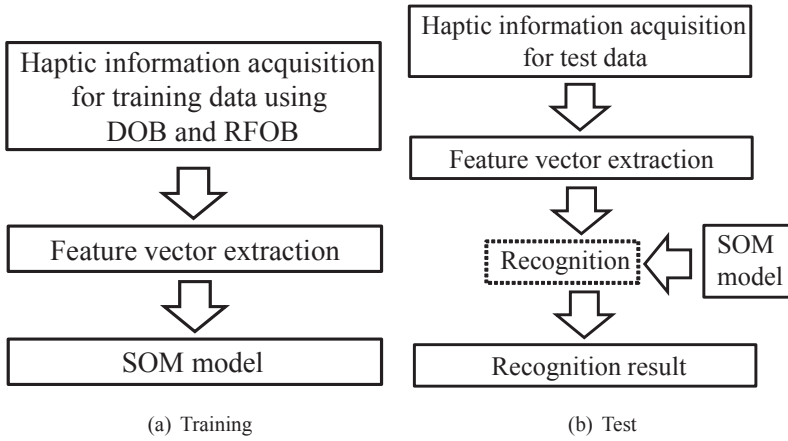 Haptic information acquisition
for training data using
DOB and RFOB
Feature vector extraction
SOM model
(a) Training
Haptic information acquisition
for test data
Feature vector extraction
Recognition
SOM
model
Recognition result
(b) Test